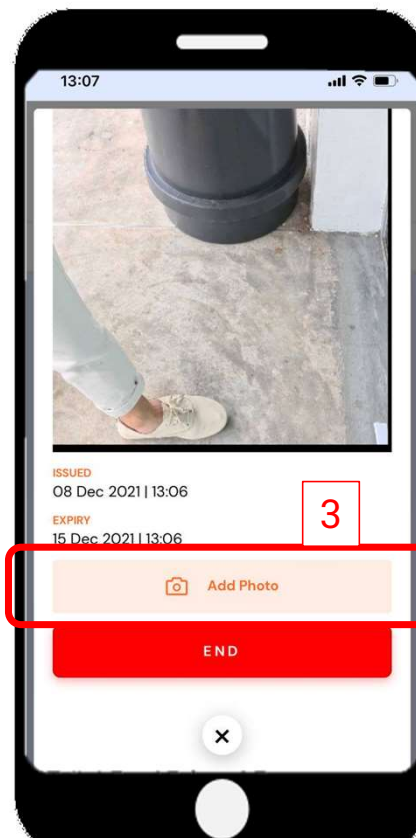 13:07
ISSUED
08 Dec 2021 | 13:06
3
EXPIRY
15 Dec 2021 | 13:06
Add Photo
END